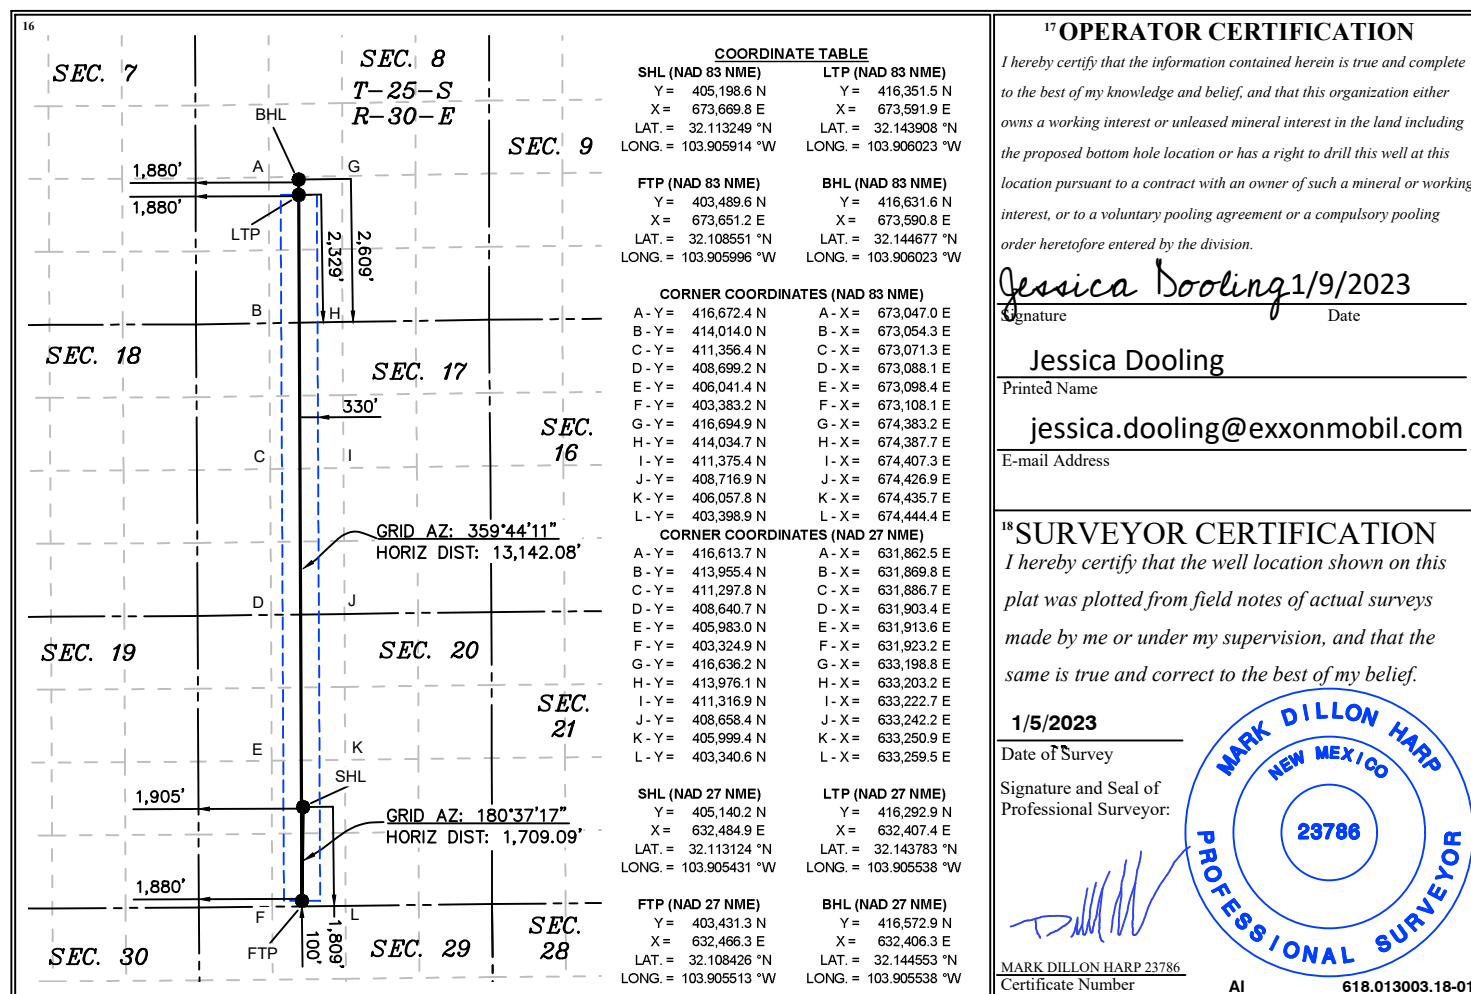 16
SEC. 7
SEC. 8
T-25-S
R-30-E
BHL
SEC. 9
1,880'
A
G
1,880'
LTP
2,329'
2,609'
B
H
SEC. 18
SEC. 17
330'
SEC.
16
C
I
GRID AZ: 359°44'11"
HORIZ DIST: 13,142.08'
D
J
SEC. 19
SEC. 20
SEC.
21
E
K
SHL
1,905'
GRID AZ: 180°37'17"
HORIZ DIST: 1,709.09'
1,880'
F
L
FTP
100'
1,809'
SEC. 30
SEC. 29
SEC.
28
COORDINATE TABLE
SHL (NAD 83 NME) LTP (NAD 83 NME)
Y = 405,198.6 N Y = 416,351.5 N
X = 673,669.8 E X = 673,591.9 E
LAT. = 32.113249 °N LAT. = 32.143908 °N
LONG. = 103.905914 °W LONG. = 103.906023 °W
FTP (NAD 83 NME) BHL (NAD 83 NME)
Y = 403,489.6 N Y = 416,631.6 N
X = 673,651.2 E X = 673,590.8 E
LAT. = 32.108551 °N LAT. = 32.144677 °N
LONG. = 103.905996 °W LONG. = 103.906023 °W
CORNER COORDINATES (NAD 83 NME)
A - Y = 416,672.4 N A - X = 673,047.0 E
B - Y = 414,014.0 N B - X = 673,054.3 E
C - Y = 411,356.4 N C - X = 673,071.3 E
D - Y = 408,699.2 N D - X = 673,088.1 E
E - Y = 406,041.4 N E - X = 673,098.4 E
F - Y = 403,383.2 N F - X = 673,108.1 E
G - Y = 416,694.9 N G - X = 674,383.2 E
H - Y = 414,034.7 N H - X = 674,387.7 E
I - Y = 411,375.4 N I - X = 674,407.3 E
J - Y = 408,716.9 N J - X = 674,426.9 E
K - Y = 406,057.8 N K - X = 674,435.7 E
L - Y = 403,398.9 N L - X = 674,444.4 E
CORNER COORDINATES (NAD 27 NME)
A - Y = 416,613.7 N A - X = 631,862.5 E
B - Y = 413,955.4 N B - X = 631,869.8 E
C - Y = 411,297.8 N C - X = 631,886.7 E
D - Y = 408,640.7 N D - X = 631,903.4 E
E - Y = 405,983.0 N E - X = 631,913.6 E
F - Y = 403,324.9 N F - X = 631,923.2 E
G - Y = 416,636.2 N G - X = 633,198.8 E
H - Y = 413,976.1 N H - X = 633,203.2 E
I - Y = 411,316.9 N I - X = 633,222.7 E
J - Y = 408,658.4 N J - X = 633,242.2 E
K - Y = 405,999.4 N K - X = 633,250.9 E
L - Y = 403,340.6 N L - X = 633,259.5 E
SHL (NAD 27 NME) LTP (NAD 27 NME)
Y = 405,140.2 N Y = 416,292.9 N
X = 632,484.9 E X = 632,407.4 E
LAT. = 32.113124 °N LAT. = 32.143783 °N
LONG. = 103.905431 °W LONG. = 103.905538 °W
FTP (NAD 27 NME) BHL (NAD 27 NME)
Y = 403,431.3 N Y = 416,572.9 N
X = 632,466.3 E X = 632,406.3 E
LAT. = 32.108426 °N LAT. = 32.144553 °N
LONG. = 103.905513 °W LONG. = 103.905538 °W
17 OPERATOR CERTIFICATION
I hereby certify that the information contained herein is true and complete
to the best of my knowledge and belief, and that this organization either
owns a working interest or unleased mineral interest in the land including
the proposed bottom hole location or has a right to drill this well at this
location pursuant to a contract with an owner of such a mineral or working
interest, or to a voluntary pooling agreement or a compulsory pooling
order heretofore entered by the division.
Jessica Dooling 1/9/2023
Signature Date
Jessica Dooling
Printed Name
jessica.dooling@exxonmobil.com
E-mail Address
18 SURVEYOR CERTIFICATION
I hereby certify that the well location shown on this
plat was plotted from field notes of actual surveys
made by me or under my supervision, and that the
same is true and correct to the best of my belief.
1/5/2023
Date of Survey
Signature and Seal of
Professional Surveyor:
MARK DILLON HARP
NEW MEXICO
23786
PROFESSIONAL SURVEYOR
MARK DILLON HARP 23786
Certificate Number
AI 618.013003.18-01